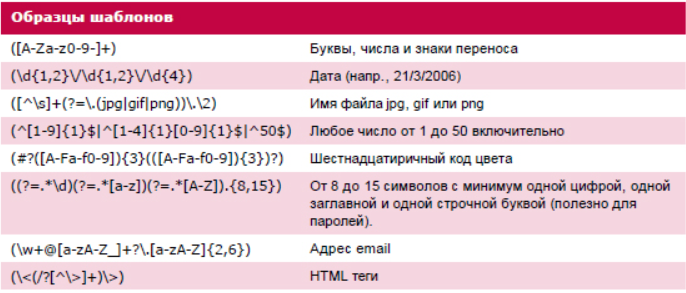 Образцы шаблонов
([A-Za-z0-9-]+) Буквы, числа и знаки переноса
(\d{1,2}\/\d{1,2}\/\d{4}) Дата (напр., 21/3/2006)
([^\s]+(?=\.(jpg|gif|png))\.\2) Имя файла jpg, gif или png
(^[1-9]{1}$|^[1-4]{1}[0-9]{1}$|^50$) Любое число от 1 до 50 включительно
(#?([A-Fa-f0-9]){3}(([A-Fa-f0-9]){3})?) Шестнадцатиричный код цвета
((?=.*\d)(?=.*[a-z])(?=.*[A-Z]).{8,15}) От 8 до 15 символов с минимум одной цифрой, одной
заглавной и одной строчной буквой (полезно для
паролей).
(\w+@[a-zA-Z_]+?\.[a-zA-Z]{2,6}) Адрес email
(\<(/?[^\>]+)\>) HTML теги